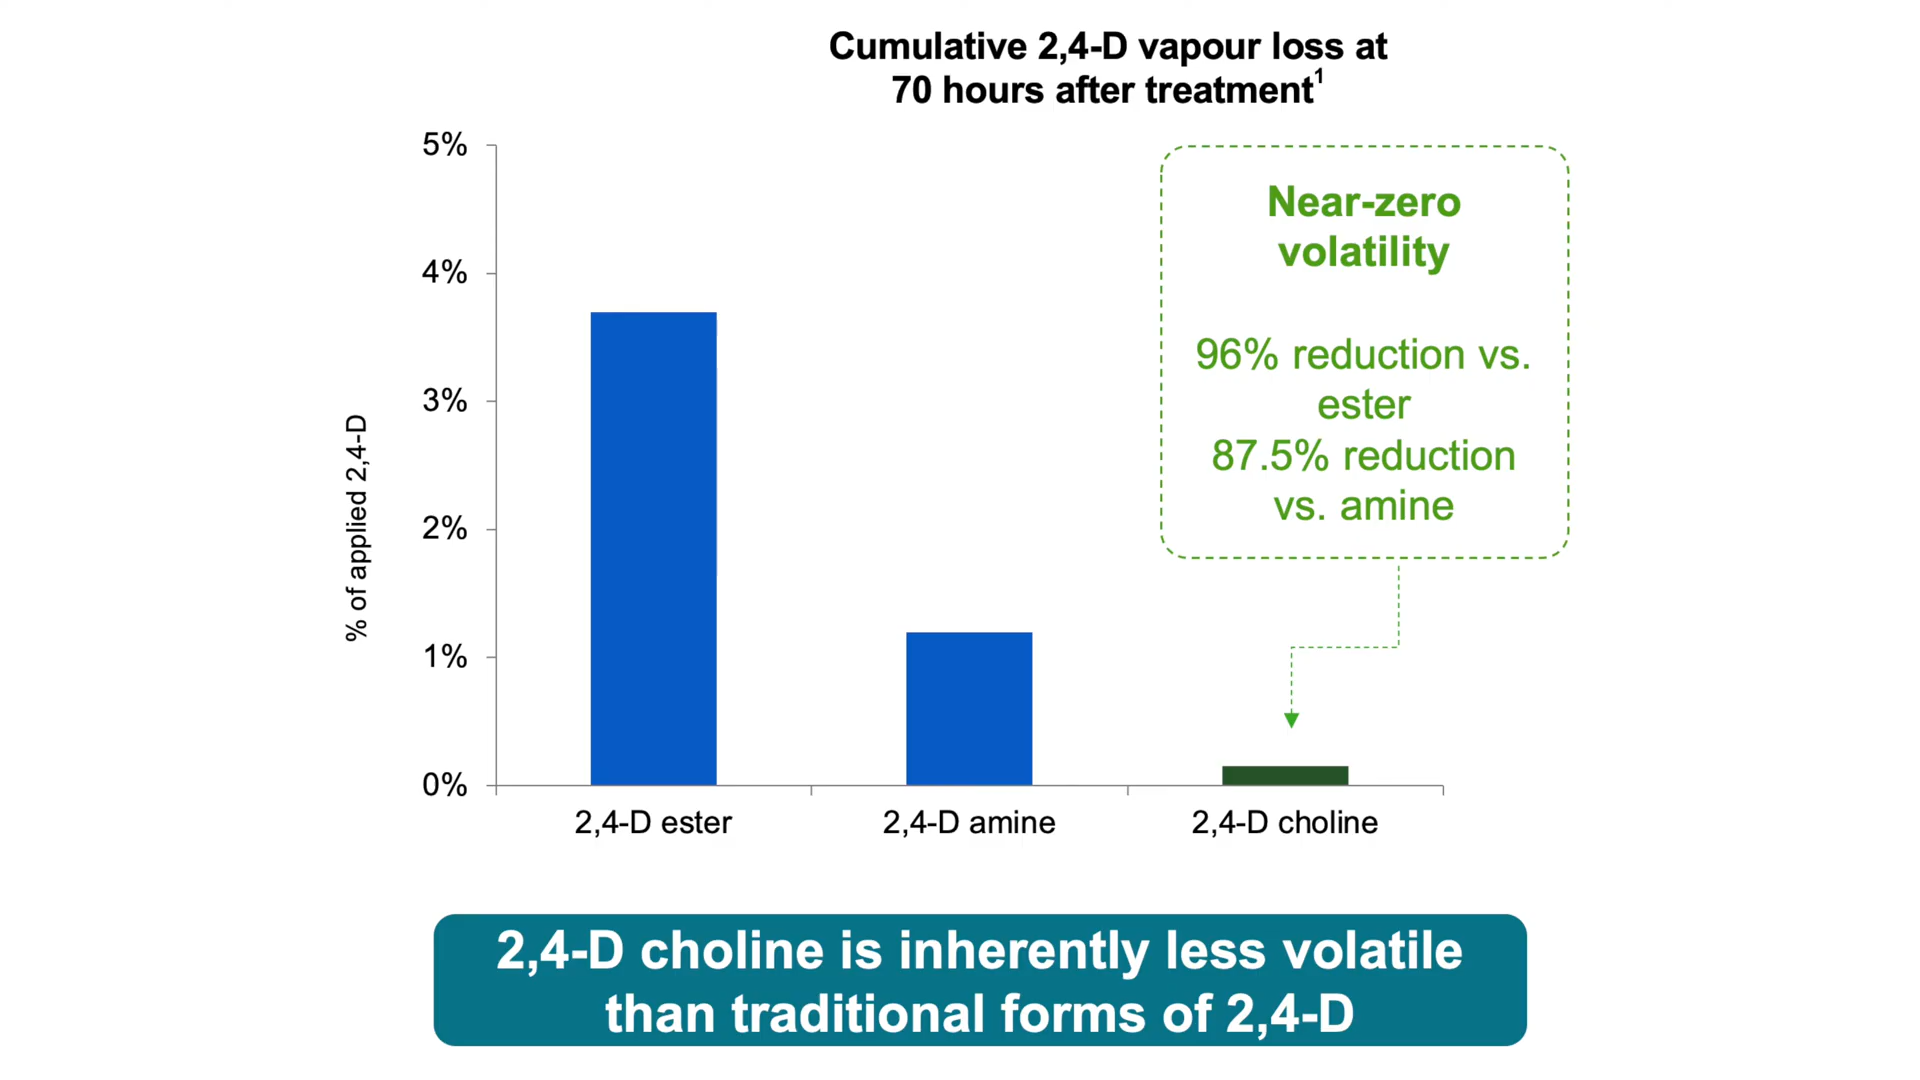 Cumulative 2,4-D vapour loss at
70 hours after treatment¹
5%
4%
3%
2%
1%
0%
% of applied 2,4-D
2,4-D ester
2,4-D amine
2,4-D choline
Near-zero
volatility
96% reduction vs.
ester
87.5% reduction
vs. amine
2,4-D choline is inherently less volatile
than traditional forms of 2,4-D